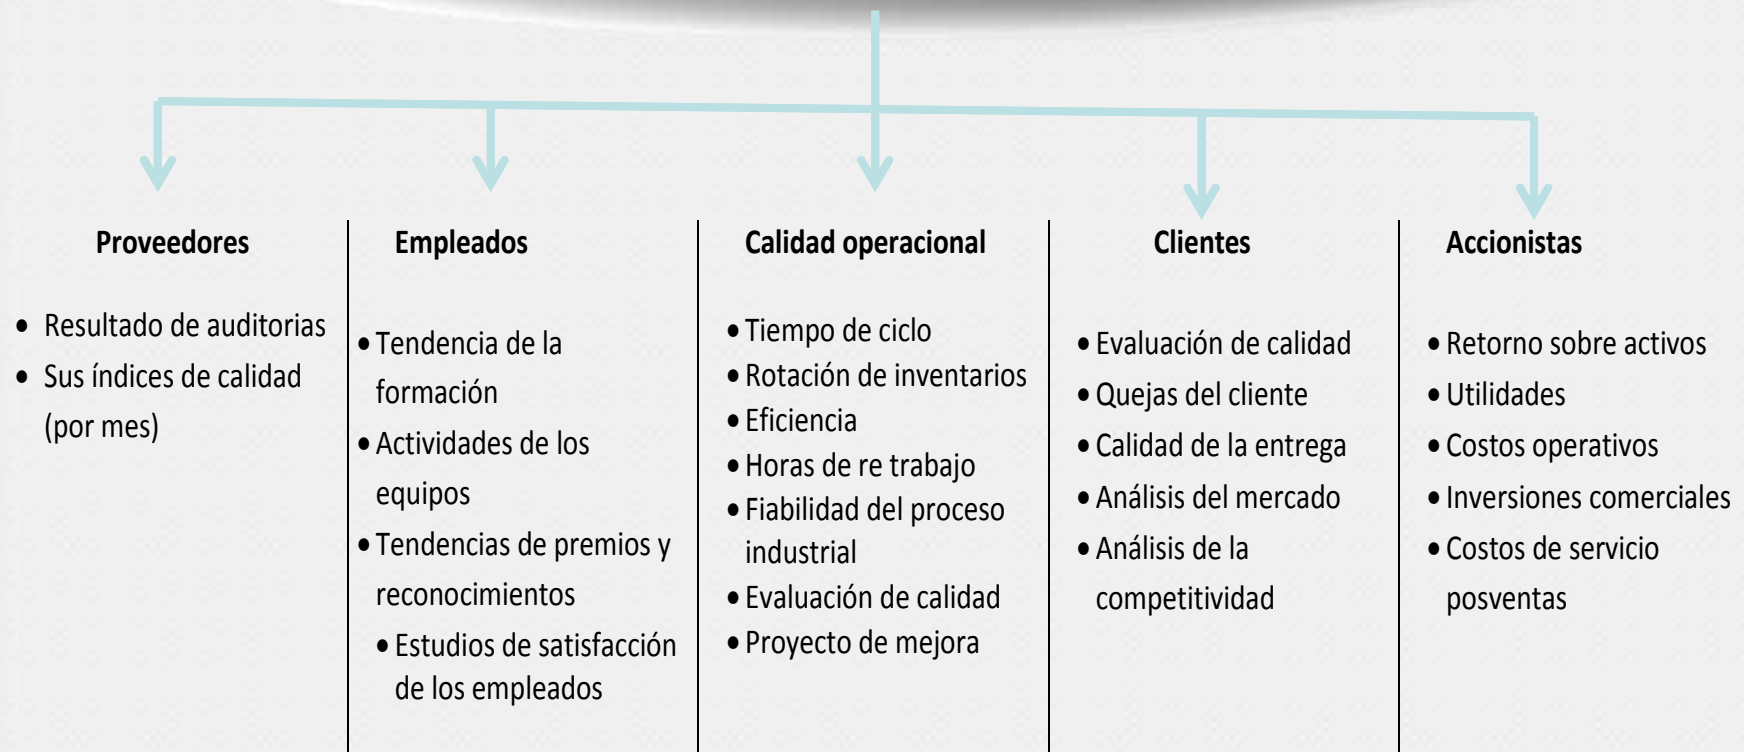 Proveedores
• Resultado de auditorias
• Sus índices de calidad
(por mes)
Empleados
• Tendencia de la
formación
• Actividades de los
equipos
• Tendencias de premios y
reconocimientos
• Estudios de satisfacción
de los empleados
Calidad operacional
• Tiempo de ciclo
• Rotación de inventarios
• Eficiencia
• Horas de re trabajo
• Fiabilidad del proceso
industrial
• Evaluación de calidad
• Proyecto de mejora
Clientes
• Evaluación de calidad
• Quejas del cliente
• Calidad de la entrega
• Análisis del mercado
• Análisis de la
competitividad
Accionistas
• Retorno sobre activos
• Utilidades
• Costos operativos
• Inversiones comerciales
• Costos de servicio
posventas